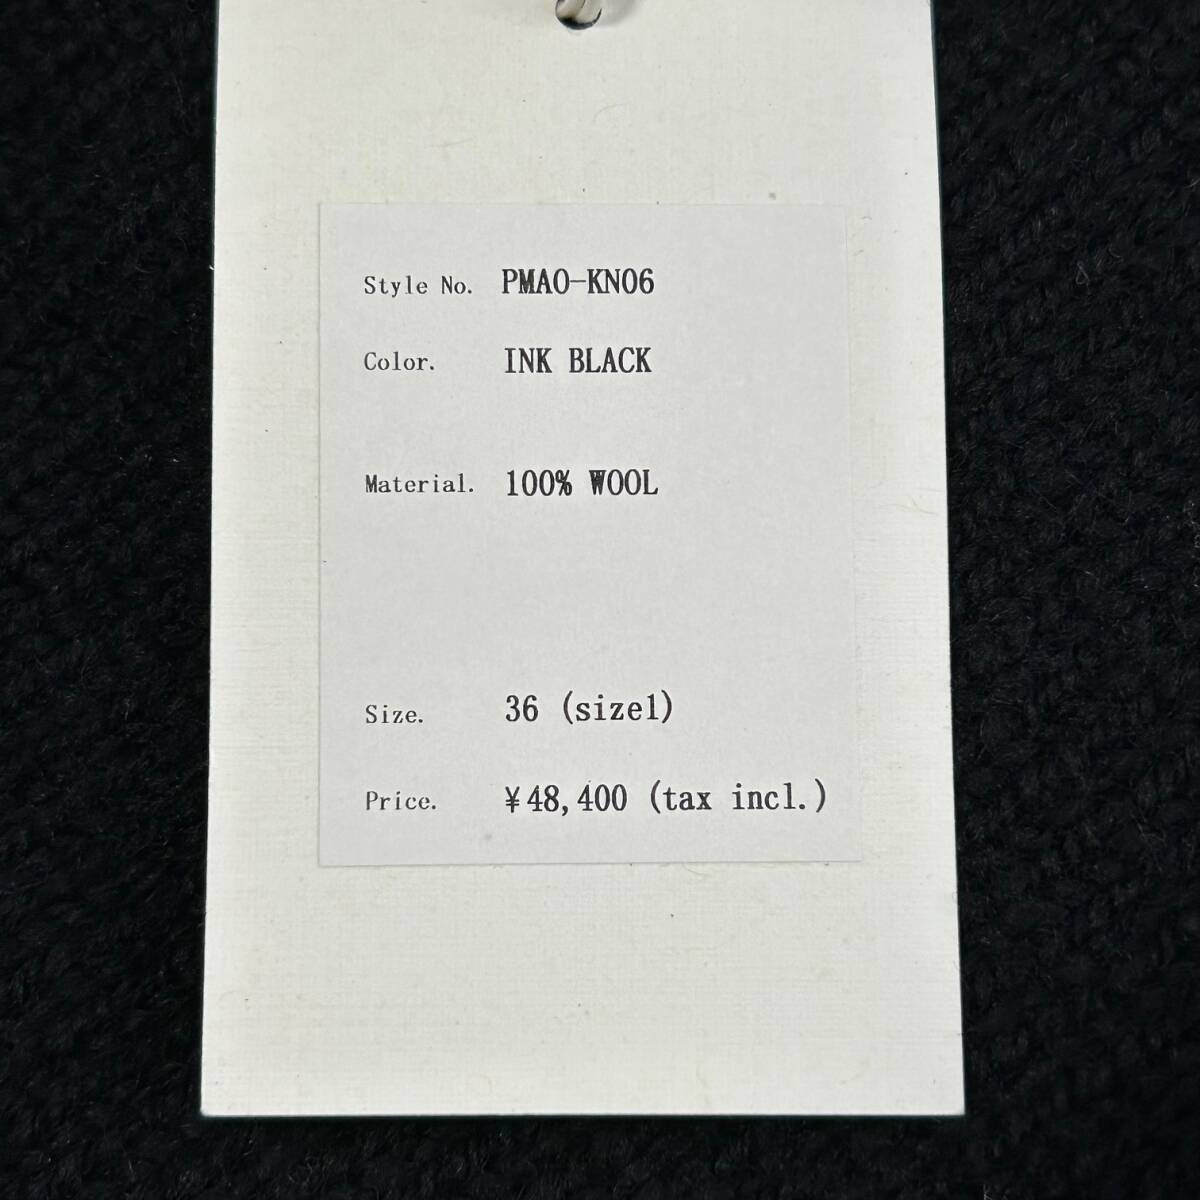 Style No. PMAO-KN06
Color. INK BLACK
Material. 100% WOOL
Size. 36 (size1)
Price. ¥48,400 (tax incl.)